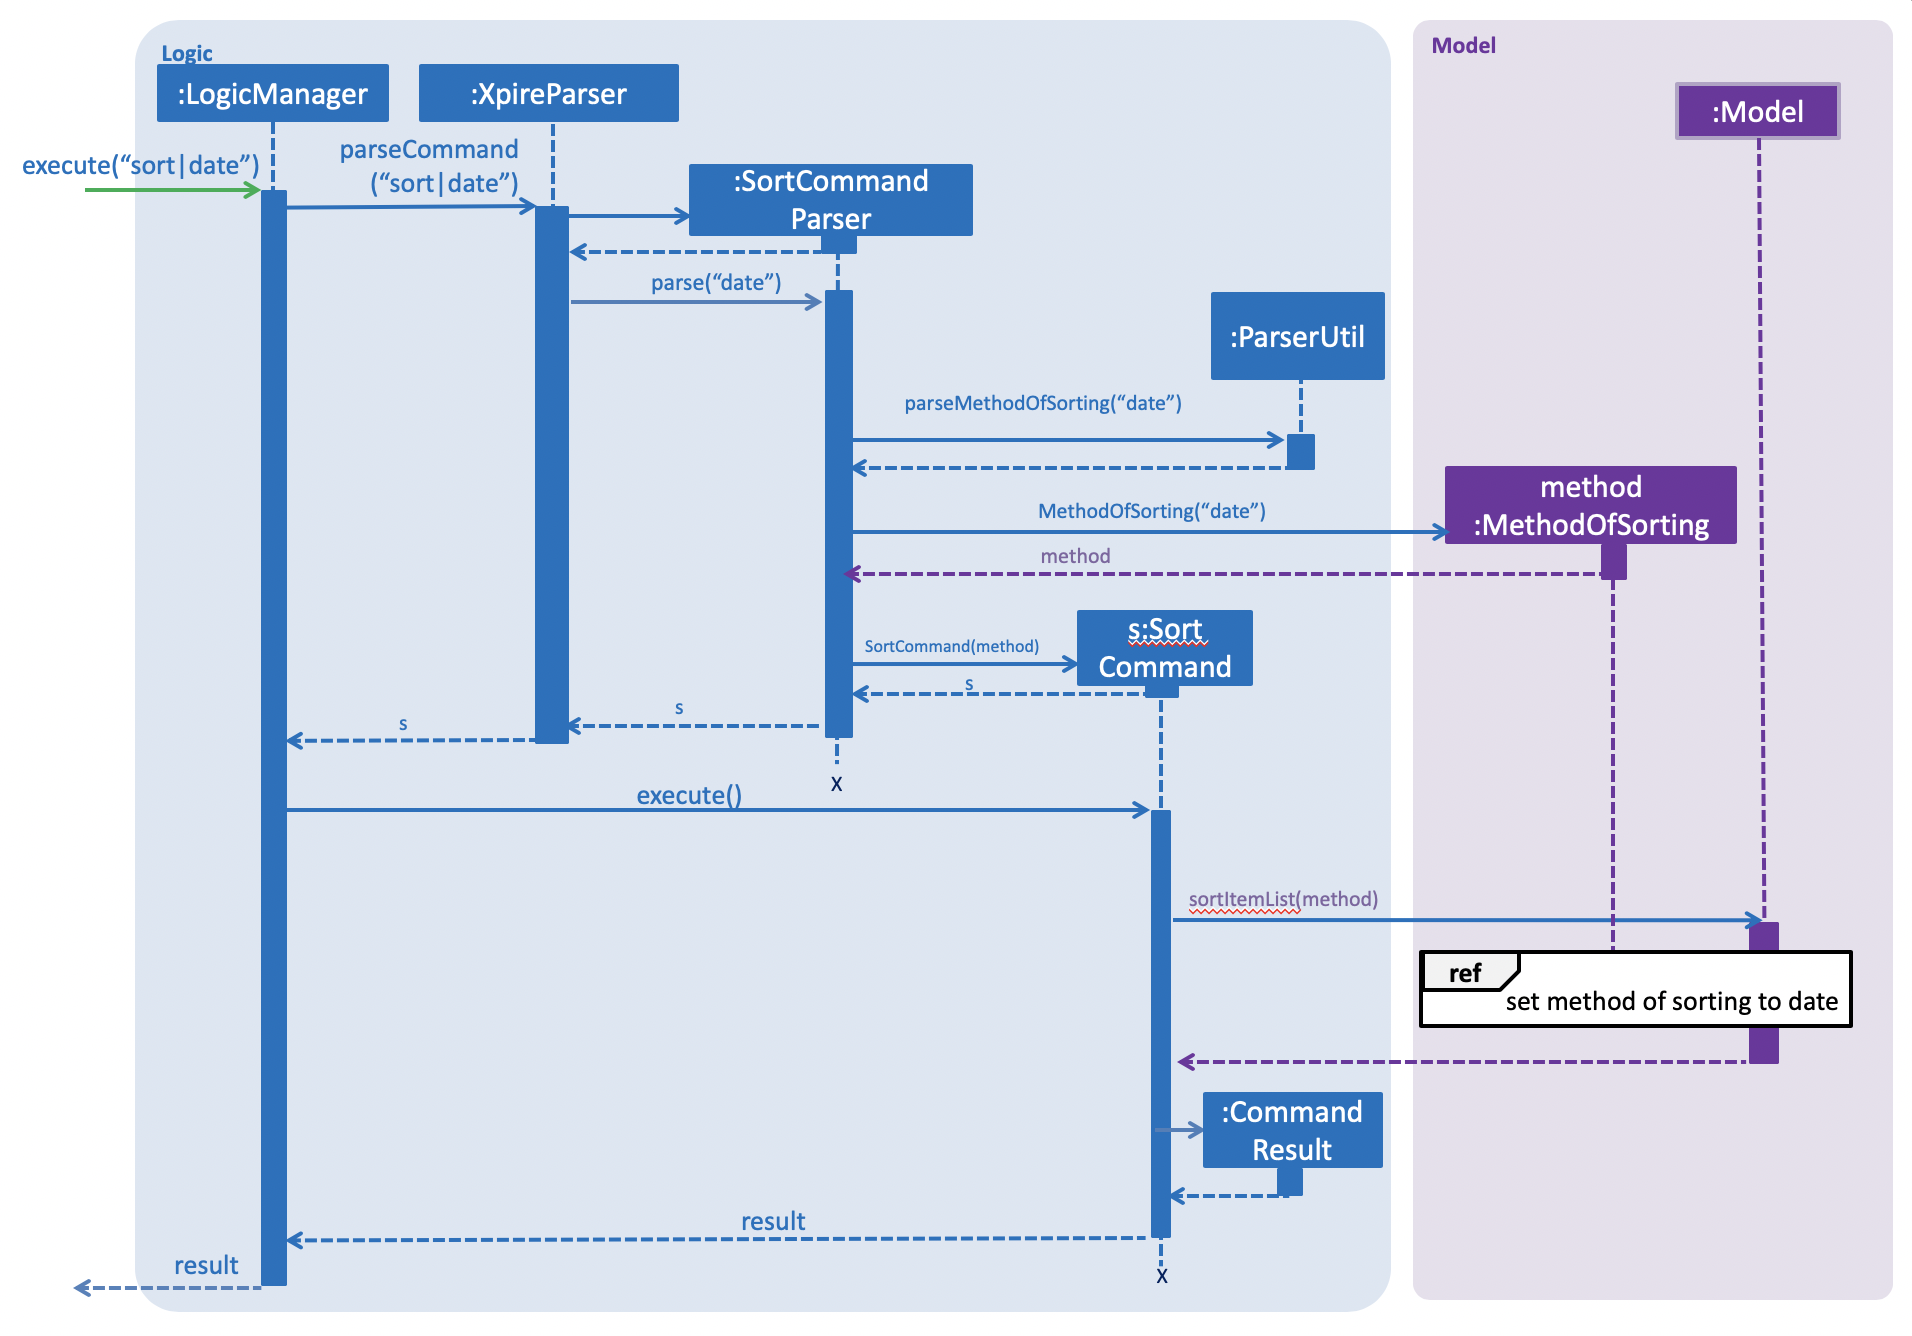 Logic
Model
:LogicManager
:XpireParser
:Model
execute(“sort|date”)
parseCommand
(“sort|date”)
:SortCommand
Parser
parse(“date”)
:ParserUtil
parseMethodOfSorting(“date”)
method
:MethodOfSorting
MethodOfSorting(“date”)
method
s:Sort
Command
SortCommand(method)
s
s
s
X
execute()
sortItemList(method)
ref
set method of sorting to date
:Command
Result
result
result
X